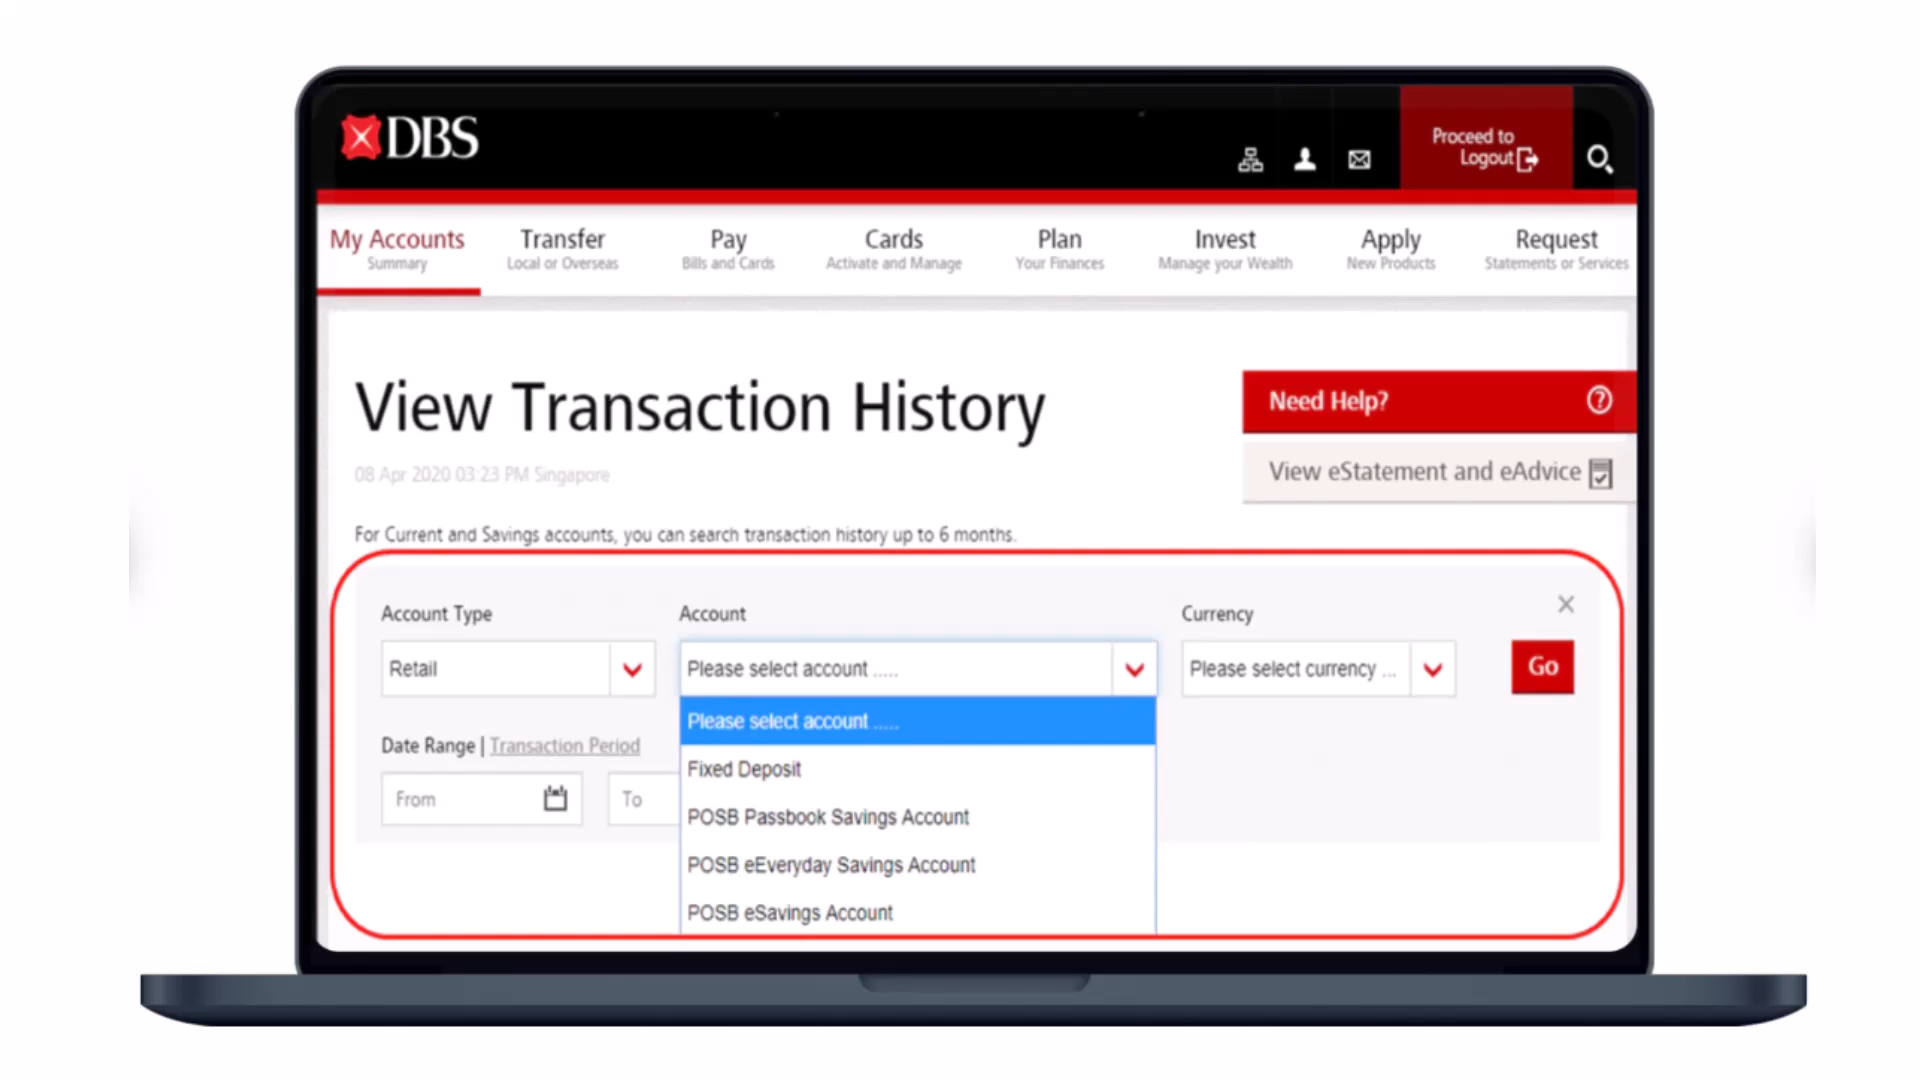 DBS
Proceed to
Logout
My Accounts
Summary
Transfer
Local or Overseas
Pay
Bills and Cards
Cards
Activate and Manage
Plan
Your Finances
Invest
Manage your Wealth
Apply
New Products
Request
Statements or Services
View Transaction History
Need Help?
08 Apr 2020 03:23 PM Singapore
View eStatement and eAdvice
For Current and Savings accounts, you can search transaction history up to 6 months.
Account Type
Account
Currency
Retail
Please select account .....
Please select currency ...
Go
Please select account .....
Date Range | Transaction Period
Fixed Deposit
From
To
POSB Passbook Savings Account
POSB eEveryday Savings Account
POSB eSavings Account